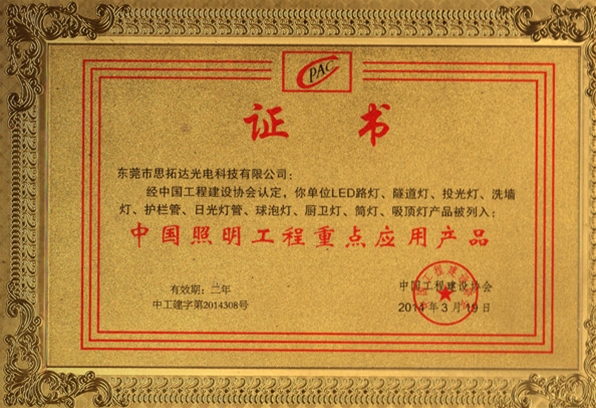 CPAC
证 书
东莞市思拓达光电科技有限公司：
经中国工程建设协会认定，你单位LED路灯、隧道灯、投光灯、洗墙
灯、护栏管、日光灯管、球泡灯、厨卫灯、筒灯、吸顶灯产品被列入：
中国照明工程重点应用产品
有效期：二年
中工建字第2014308号
中国工程建设协会
2014年3月19日